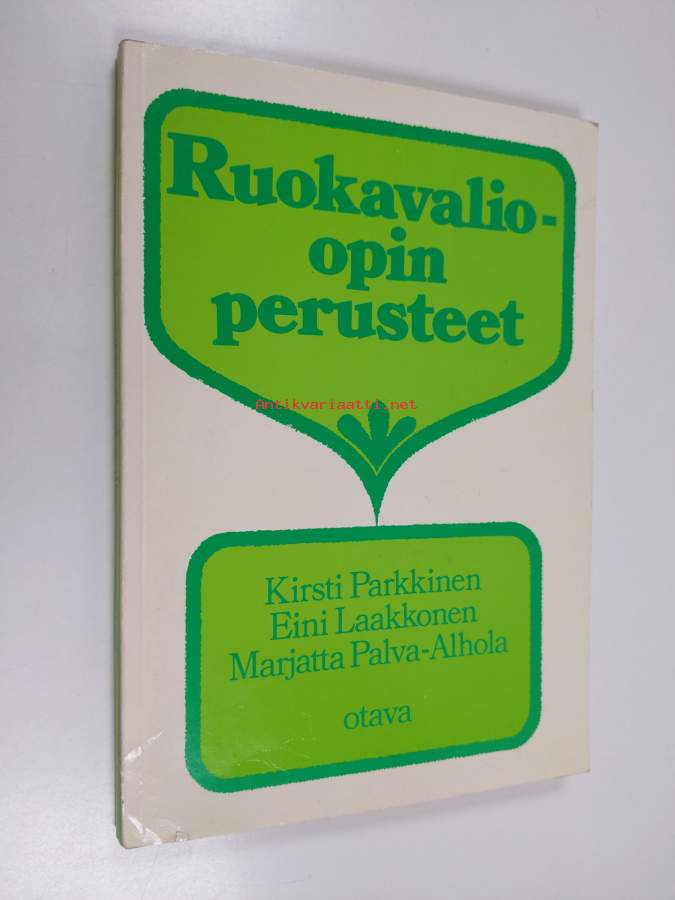 Ruokavalio-
opin
perusteet
Antikvariaatti.net
Kirsti Parkkinen
Eini Laakkonen
Marjatta Palva-Alhola
otava